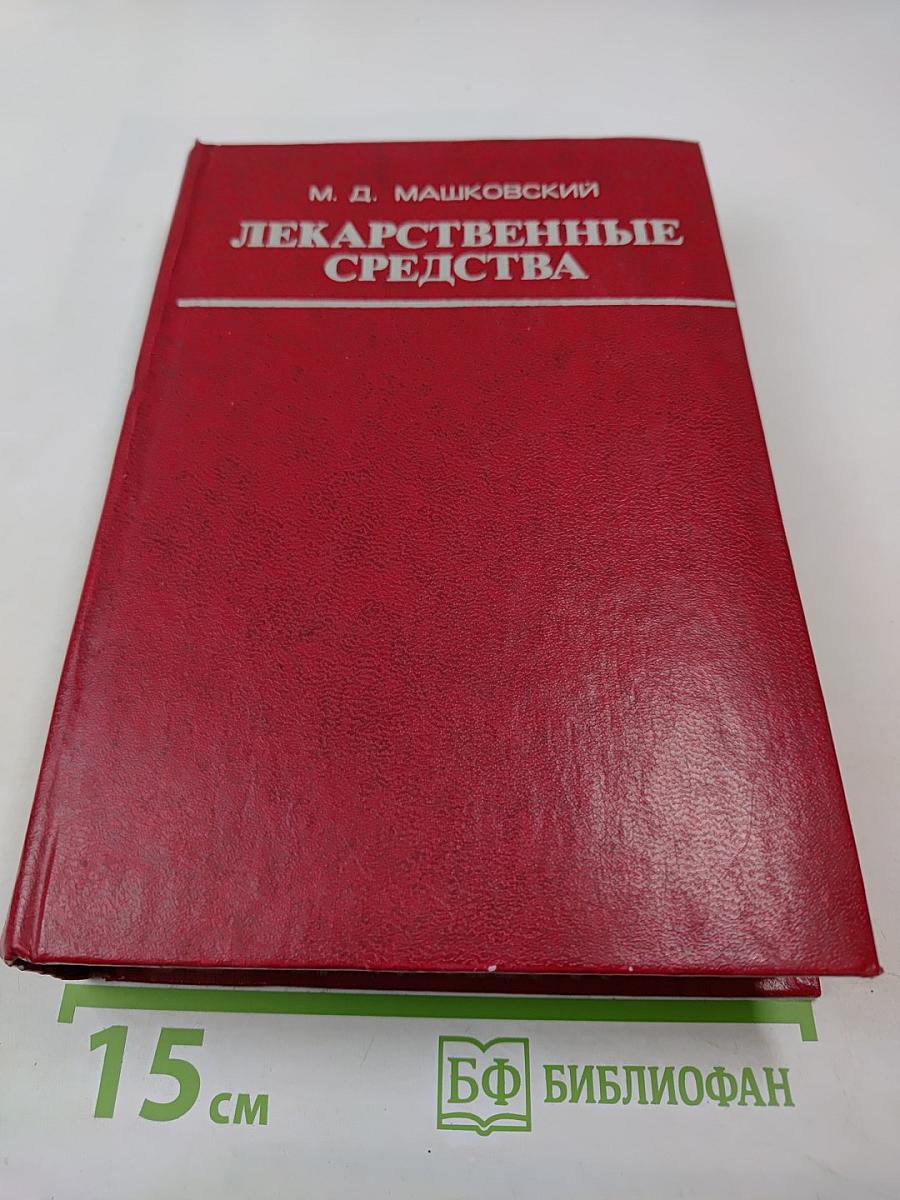 М. Д. МАШКОВСКИЙ
ЛЕКАРСТВЕННЫЕ
СРЕДСТВА
15 см
БФ БИБЛИОФАН